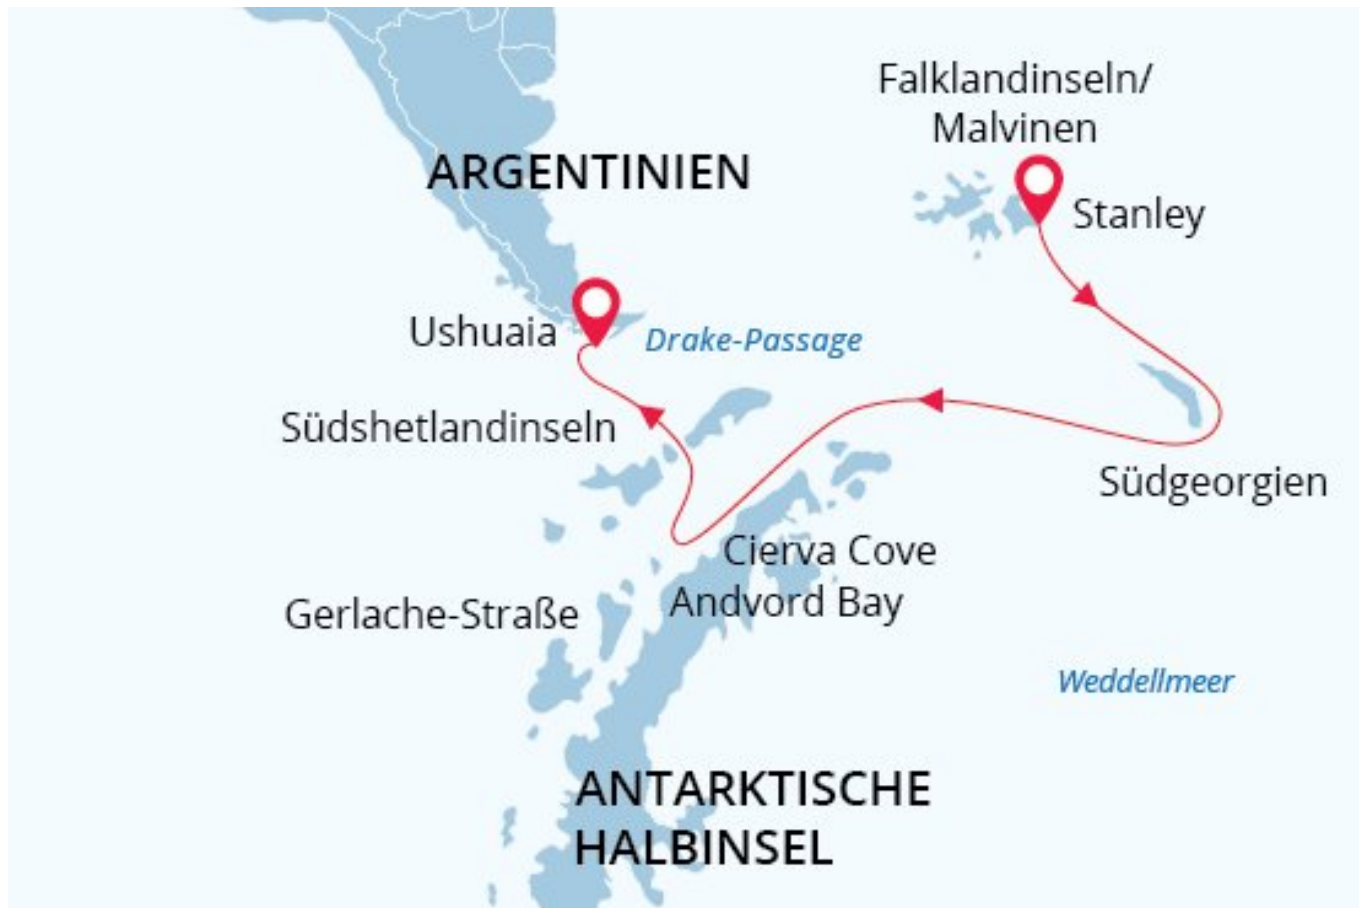 Falklandinseln/
Malvinen
ARGENTINIEN
Stanley
Ushuaia
Drake-Passage
Südshetlandinseln
Südgeorgien
Cierva Cove
Andvord Bay
Gerlache-Straße
Weddellmeer
ANTARKTISCHE
HALBINSEL